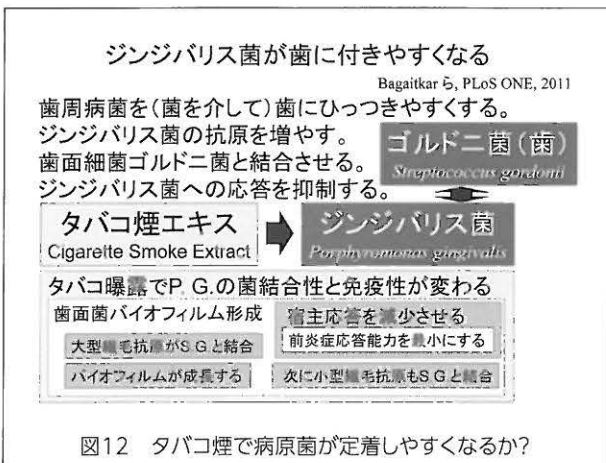 ジンジバリス菌が歯に付きやすくなる
Bagaitkar ら, PLoS ONE, 2011
歯周病菌を(菌を介して)歯にひっつきやすくする。
ジンジバリス菌の抗原を増やす。
歯面細菌ゴルドニ菌と結合させる。
ジンジバリス菌への応答を抑制する。
ゴルドニ菌(歯)
Streptococcus gordonii
タバコ煙エキス
Cigarette Smoke Extract
ジンジバリス菌
Porphyromonas gingivalis
タバコ曝露でP. G.の菌結合性と免疫性が変わる
歯面菌バイオフィルム形成
大型線毛抗原がSGと結合
バイオフィルムが成長する
宿主応答を減少させる
前炎症応答能力を最小にする
次に小型線毛抗原もSGと結合
図12 タバコ煙で病原菌が定着しやすくなるか?